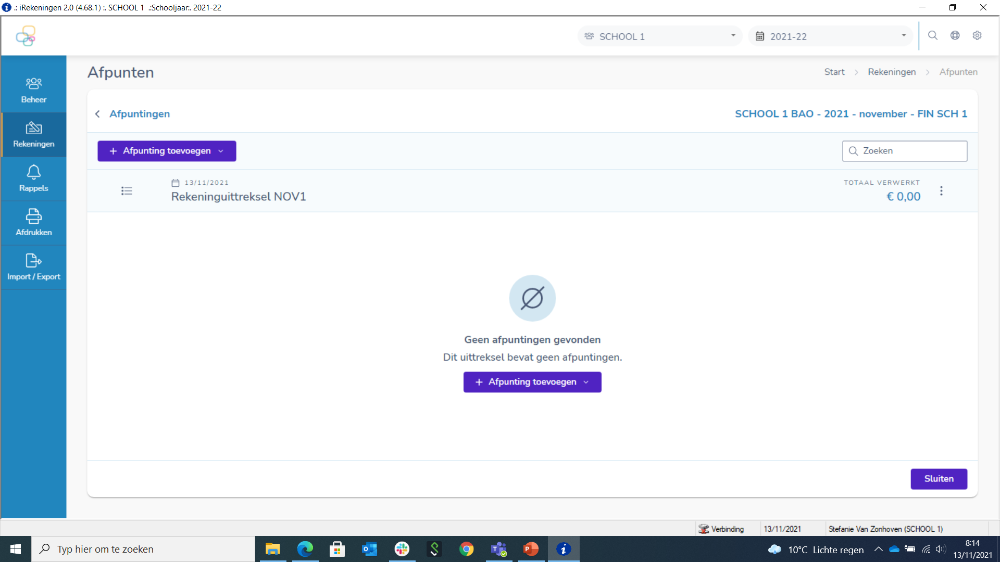 .: iRekeningen 2.0 (4.68.1) :. SCHOOL 1 .:Schooljaar:. 2021-22
SCHOOL 1
2021-22
Afpunten
Start > Rekeningen > Afpunten
Beheer
Rekeningen
Rappels
Afdrukken
Import / Export
Afpuntingen
SCHOOL 1 BAO - 2021 - november - FIN SCH 1
+ Afpunting toevoegen
Zoeken
13/11/2021
Rekeninguittreksel NOV1
TOTAAL VERWERKT
€ 0,00
Geen afpuntingen gevonden
Dit uittreksel bevat geen afpuntingen.
+ Afpunting toevoegen
Sluiten
Verbinding
13/11/2021
Stefanie Van Zonhoven (SCHOOL 1)
Typ hier om te zoeken
10°C Lichte regen
8:14
13/11/2021